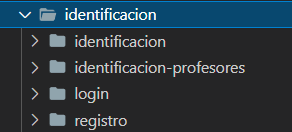 identificacion
identificacion
identificacion-profesores
login
registro